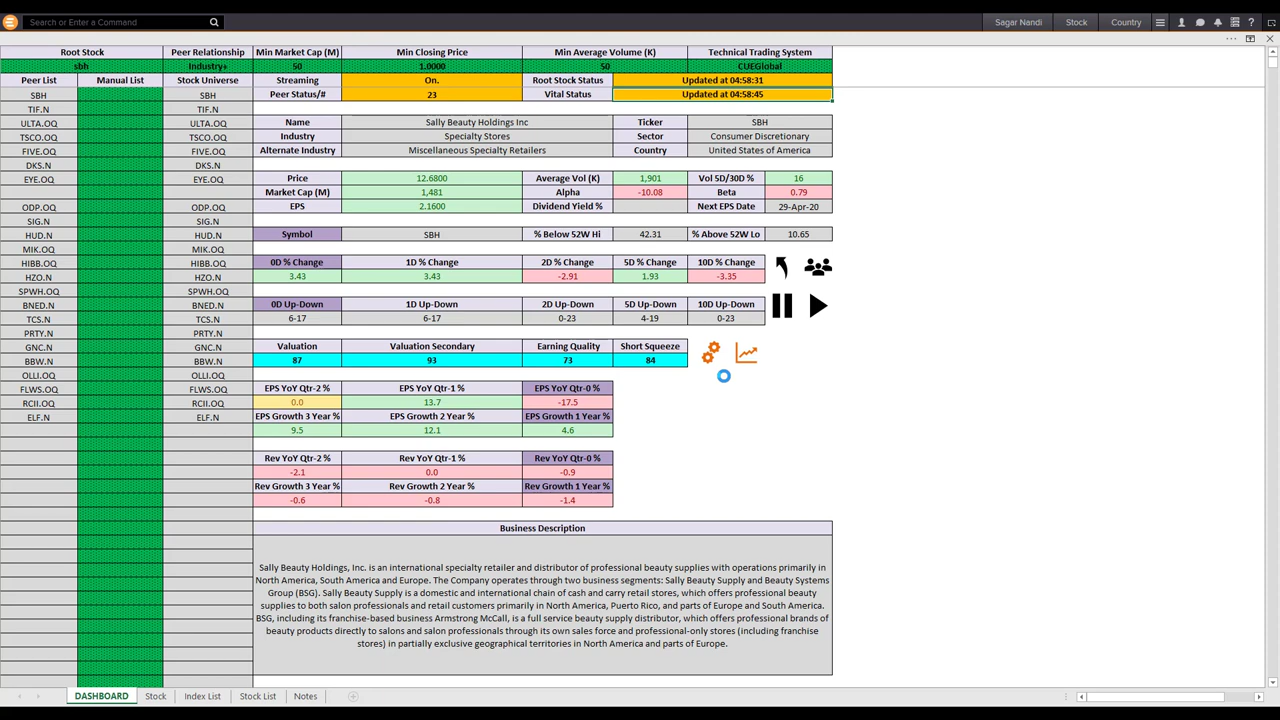 Search or Enter a Command
Sagar Nandi Stock Country ?
Root Stock Peer Relationship Min Market Cap (M) Min Closing Price Min Average Volume (K) Technical Trading System
sbh Industry+ 50 1.0000 50 CUEGlobal
Peer List Manual List Stock Universe Streaming On. Root Stock Status Updated at 04:58:31
SBH SBH Peer Status/# 23 Vital Status Updated at 04:58:45
TIF.N TIF.N
ULTA.OQ ULTA.OQ Name Sally Beauty Holdings Inc Ticker SBH
TSCO.OQ TSCO.OQ Industry Specialty Stores Sector Consumer Discretionary
FIVE.OQ FIVE.OQ Alternate Industry Miscellaneous Specialty Retailers Country United States of America
DKS.N DKS.N
EYE.OQ EYE.OQ Price 12.6800 Average Vol (K) 1,901 Vol 5D/30D % 16
Market Cap (M) 1,481 Alpha -10.08 Beta 0.79
ODP.OQ ODP.OQ EPS 2.1600 Dividend Yield % Next EPS Date 29-Apr-20
SIG.N SIG.N
HUD.N HUD.N Symbol SBH % Below 52W Hi 42.31 % Above 52W Lo 10.65
MIK.OQ MIK.OQ
HIBB.OQ HIBB.OQ 0D % Change 1D % Change 2D % Change 5D % Change 10D % Change
HZO.N HZO.N 3.43 3.43 -2.91 1.93 -3.35
SPWH.OQ SPWH.OQ
BNED.N BNED.N 0D Up-Down 1D Up-Down 2D Up-Down 5D Up-Down 10D Up-Down
TCS.N TCS.N 6-17 6-17 0-23 4-19 0-23
PRTY.N PRTY.N
GNC.N GNC.N Valuation Valuation Secondary Earning Quality Short Squeeze
BBW.N BBW.N 87 93 73 84
OLLI.OQ OLLI.OQ
FLWS.OQ FLWS.OQ EPS YoY Qtr-2 % EPS YoY Qtr-1 % EPS YoY Qtr-0 %
RCII.OQ RCII.OQ 0.0 13.7 -17.5
ELF.N ELF.N EPS Growth 3 Year % EPS Growth 2 Year % EPS Growth 1 Year %
9.5 12.1 4.6
Rev YoY Qtr-2 % Rev YoY Qtr-1 % Rev YoY Qtr-0 %
-2.1 0.0 -0.9
Rev Growth 3 Year % Rev Growth 2 Year % Rev Growth 1 Year %
-0.6 -0.8 -1.4
Business Description
Sally Beauty Holdings, Inc. is an international specialty retailer and distributor of professional beauty supplies with operations primarily in
North America, South America and Europe. The Company operates through two business segments: Sally Beauty Supply and Beauty Systems
Group (BSG). Sally Beauty Supply is a domestic and international chain of cash and carry retail stores, which offers professional beauty
supplies to both salon professionals and retail customers primarily in North America, Puerto Rico, and parts of Europe and South America.
BSG, including its franchise-based business Armstrong McCall, is a full service beauty supply distributor, which offers professional brands of
beauty products directly to salons and salon professionals through its own sales force and professional-only stores (including franchise
stores) in partially exclusive geographical territories in North America and parts of Europe.
DASHBOARD Stock Index List Stock List Notes